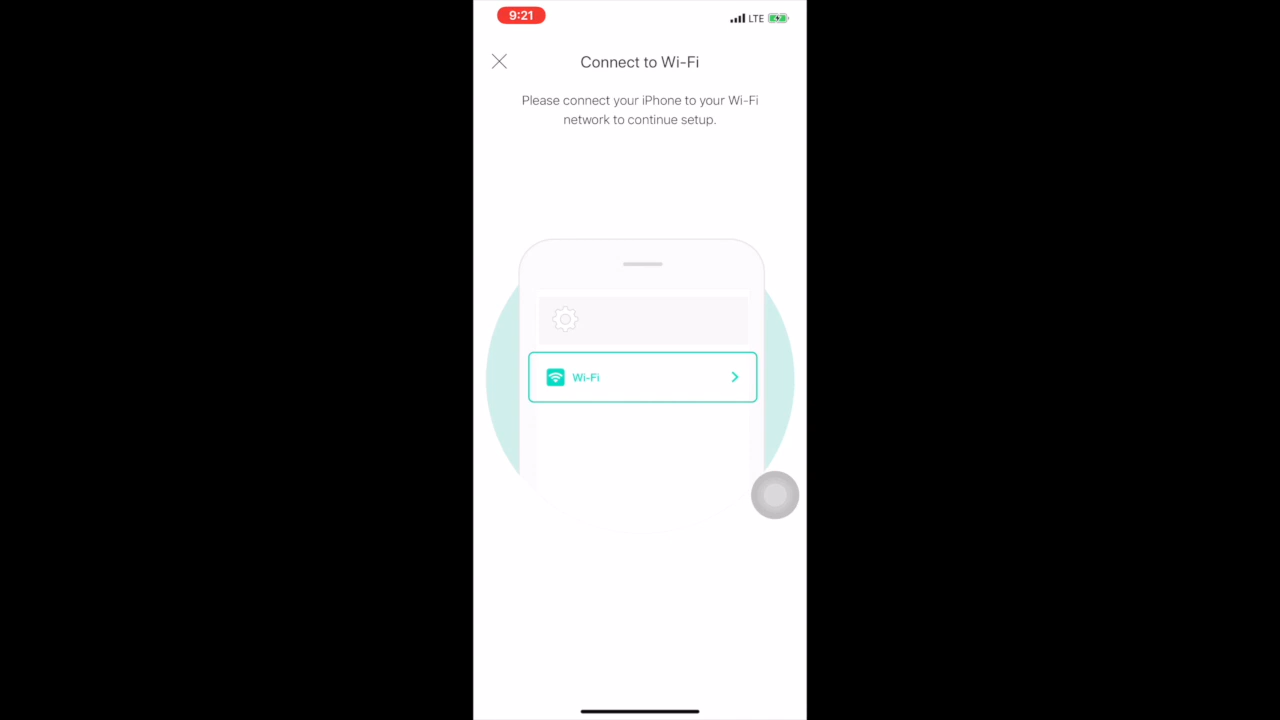 9:21
LTE
Connect to Wi-Fi
Please connect your iPhone to your Wi-Fi
network to continue setup.
Wi-Fi